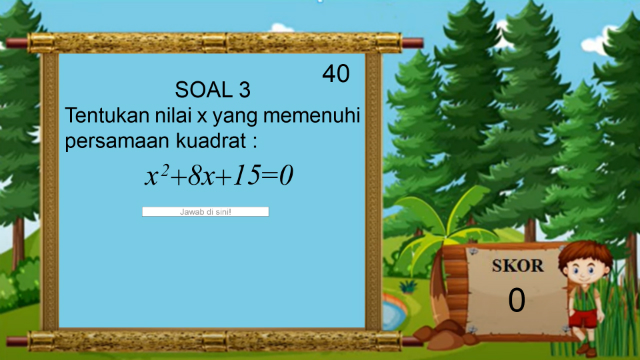 40
SOAL 3
Tentukan nilai x yang memenuhi
persamaan kuadrat :
x²+8x+15=0
Jawab di sini!
SKOR
0